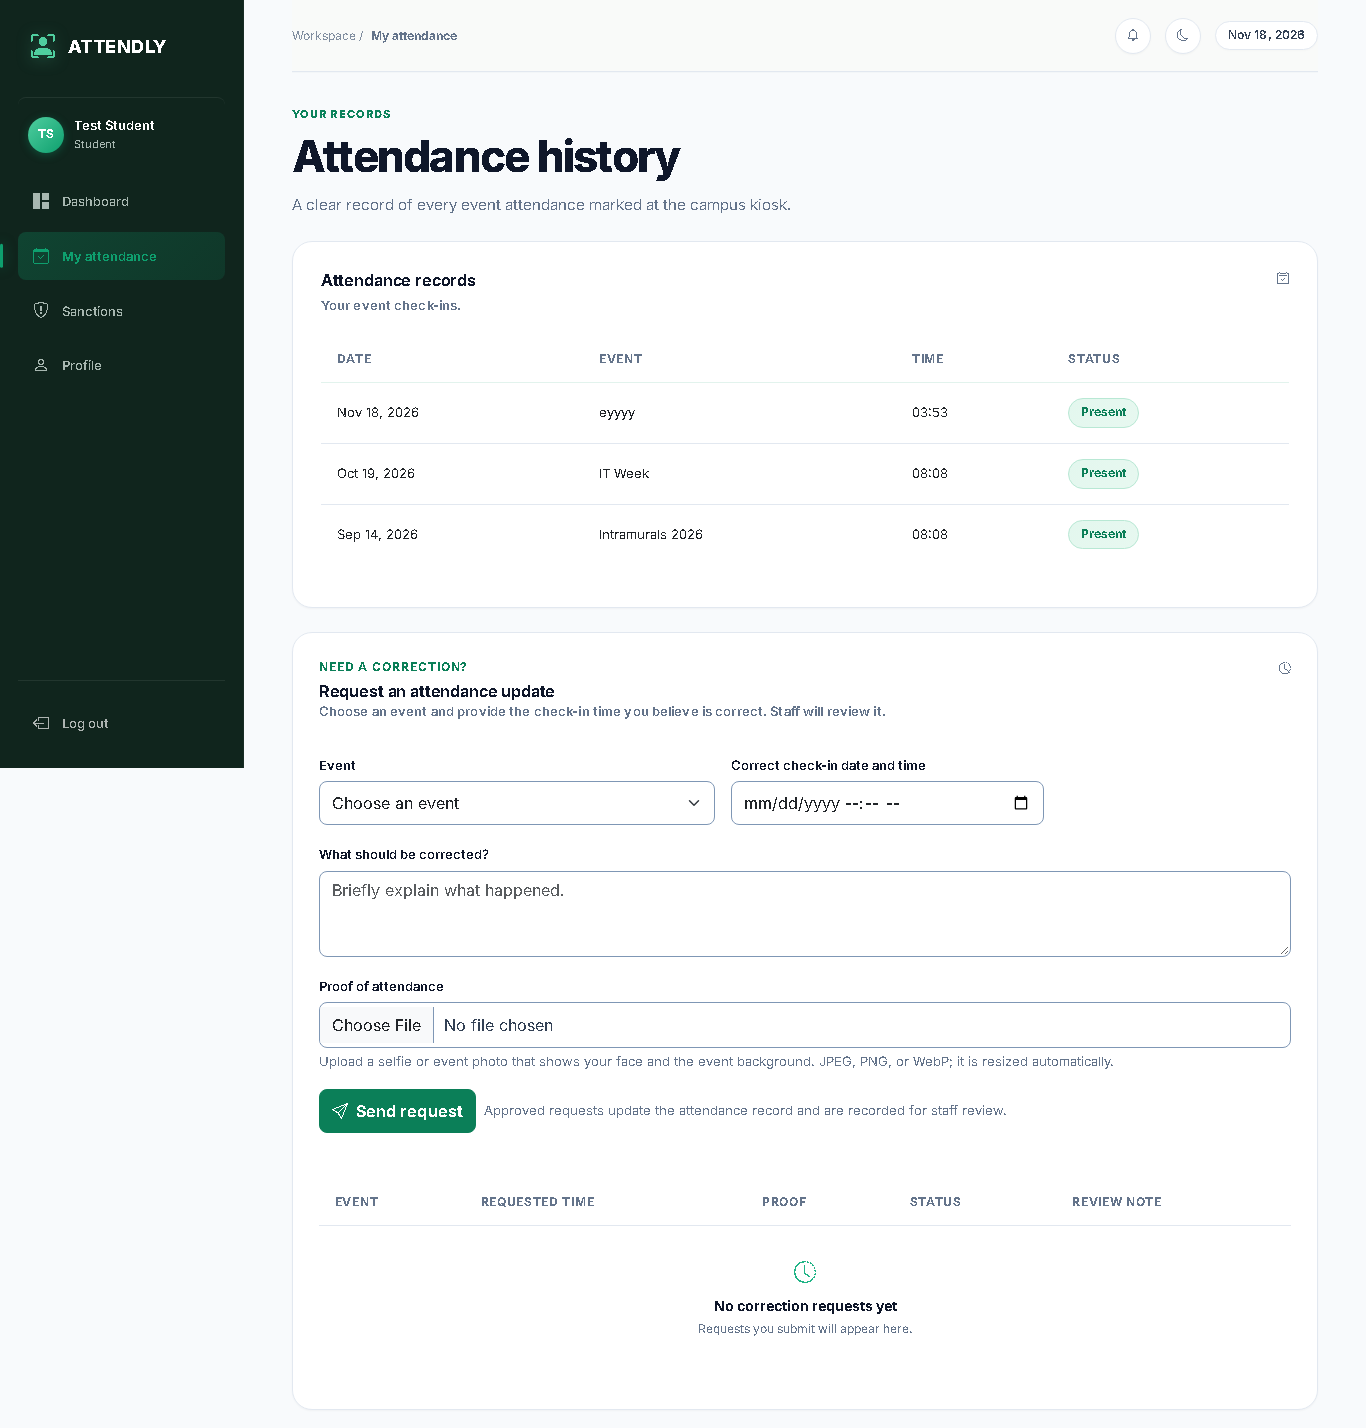 ATTENDLY
TS
Test Student
Student
Dashboard
My attendance
Sanctions
Profile
Log out
Workspace / My attendance
Nov 18, 2026
YOUR RECORDS
Attendance history
A clear record of every event attendance marked at the campus kiosk.
Attendance records
Your event check-ins.
DATE EVENT TIME STATUS
Nov 18, 2026 eyyyy 03:53 Present
Oct 19, 2026 IT Week 08:08 Present
Sep 14, 2026 Intramurals 2026 08:08 Present
NEED A CORRECTION?
Request an attendance update
Choose an event and provide the check-in time you believe is correct. Staff will review it.
Event
Choose an event
Correct check-in date and time
mm/dd/yyyy --:-- --
What should be corrected?
Briefly explain what happened.
Proof of attendance
Choose File No file chosen
Upload a selfie or event photo that shows your face and the event background. JPEG, PNG, or WebP; it is resized automatically.
Send request
Approved requests update the attendance record and are recorded for staff review.
EVENT REQUESTED TIME PROOF STATUS REVIEW NOTE
No correction requests yet
Requests you submit will appear here.